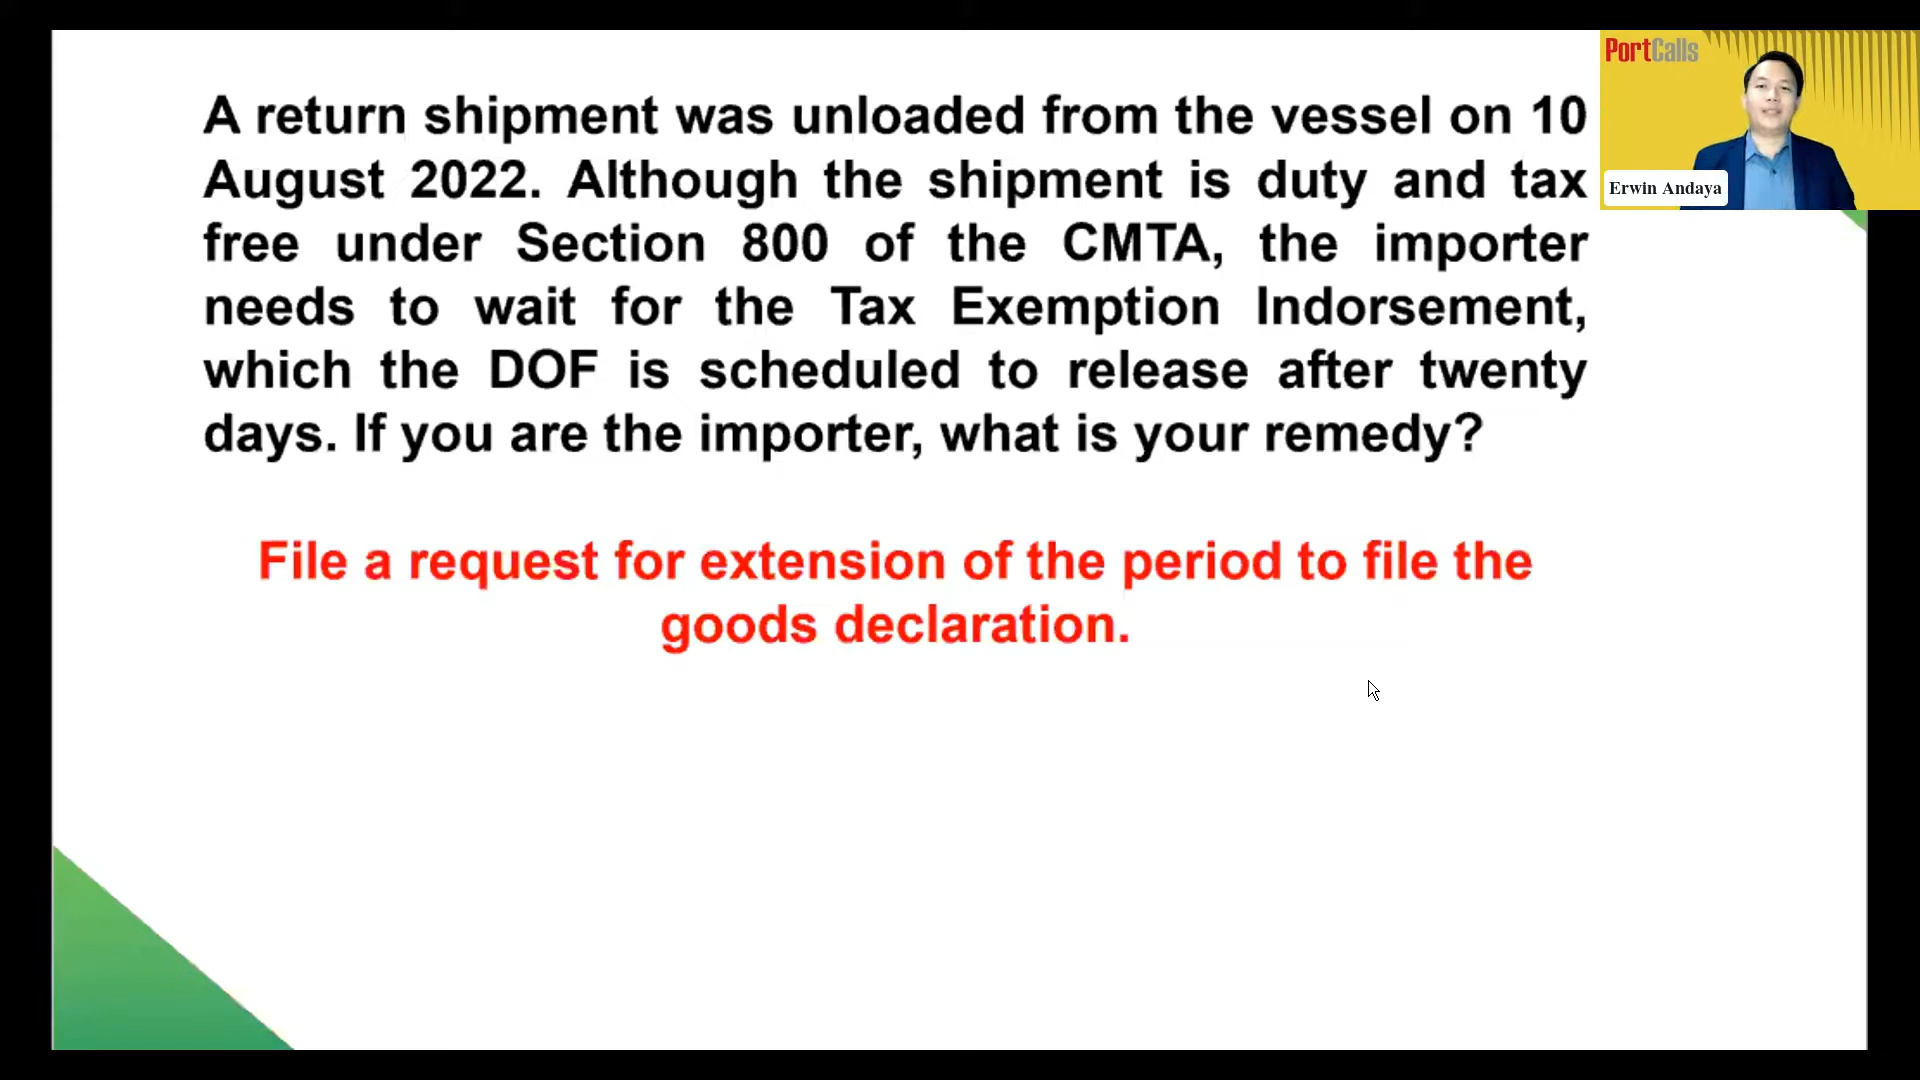 A return shipment was unloaded from the vessel on 10
August 2022. Although the shipment is duty and tax
free under Section 800 of the CMTA, the importer
needs to wait for the Tax Exemption Indorsement,
which the DOF is scheduled to release after twenty
days. If you are the importer, what is your remedy?
File a request for extension of the period to file the
goods declaration.
PortCalls
Erwin Andaya